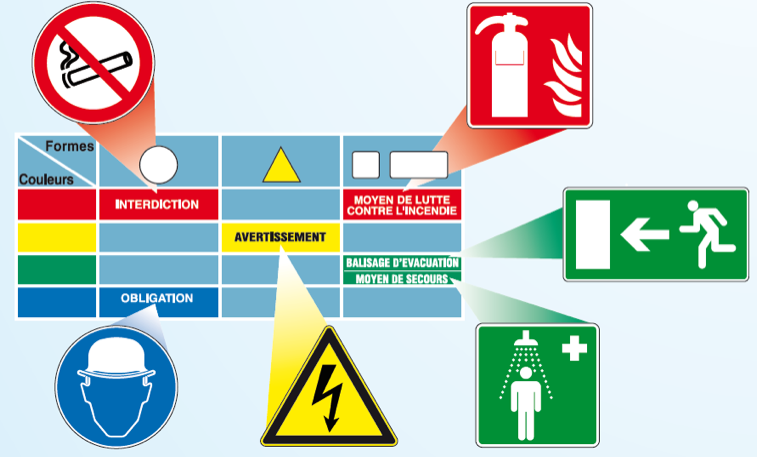 Formes
Couleurs
INTERDICTION
MOYEN DE LUTTE
CONTRE L'INCENDIE
AVERTISSEMENT
BALISAGE D'EVACUATION
MOYEN DE SECOURS
OBLIGATION